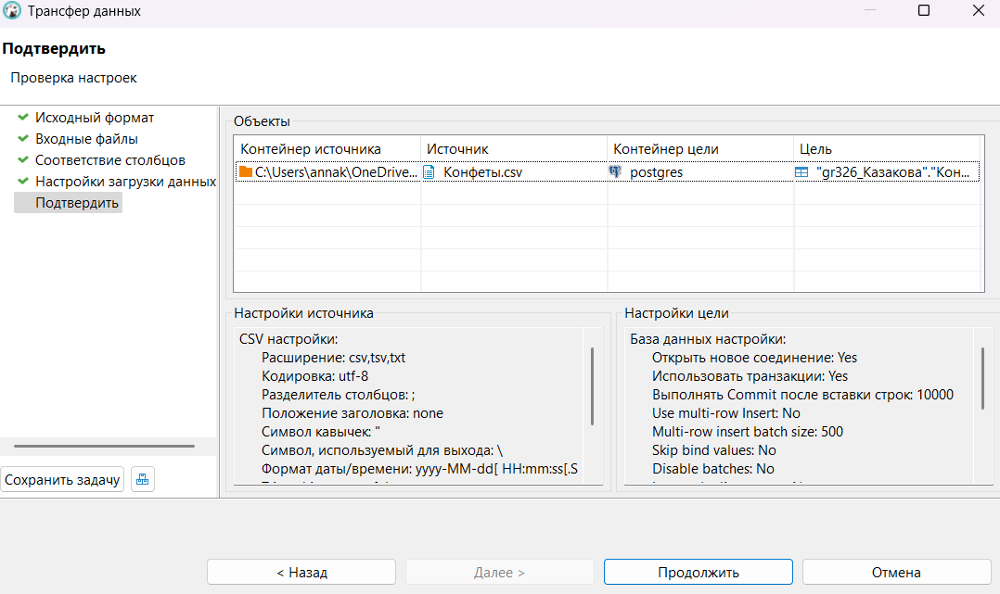 Трансфер данных
Подтвердить
Проверка настроек
Исходный формат
Входные файлы
Соответствие столбцов
Настройки загрузки данных
Подтвердить
Сохранить задачу
Объекты
Контейнер источника Источник Контейнер цели Цель
C:\Users\annak\OneDrive... Конфеты.csv postgres "gr326_Казакова"."Кон...
Настройки источника
CSV настройки:
Расширение: csv,tsv,txt
Кодировка: utf-8
Разделитель столбцов: ;
Положение заголовка: none
Символ кавычек: "
Символ, используемый для выхода: \
Формат даты/времени: yyyy-MM-dd[ HH:mm:ss[.S
Настройки цели
База данных настройки:
Открыть новое соединение: Yes
Использовать транзакции: Yes
Выполнять Commit после вставки строк: 10000
Use multi-row Insert: No
Multi-row insert batch size: 500
Skip bind values: No
Disable batches: No
< Назад Далее > Продолжить Отмена